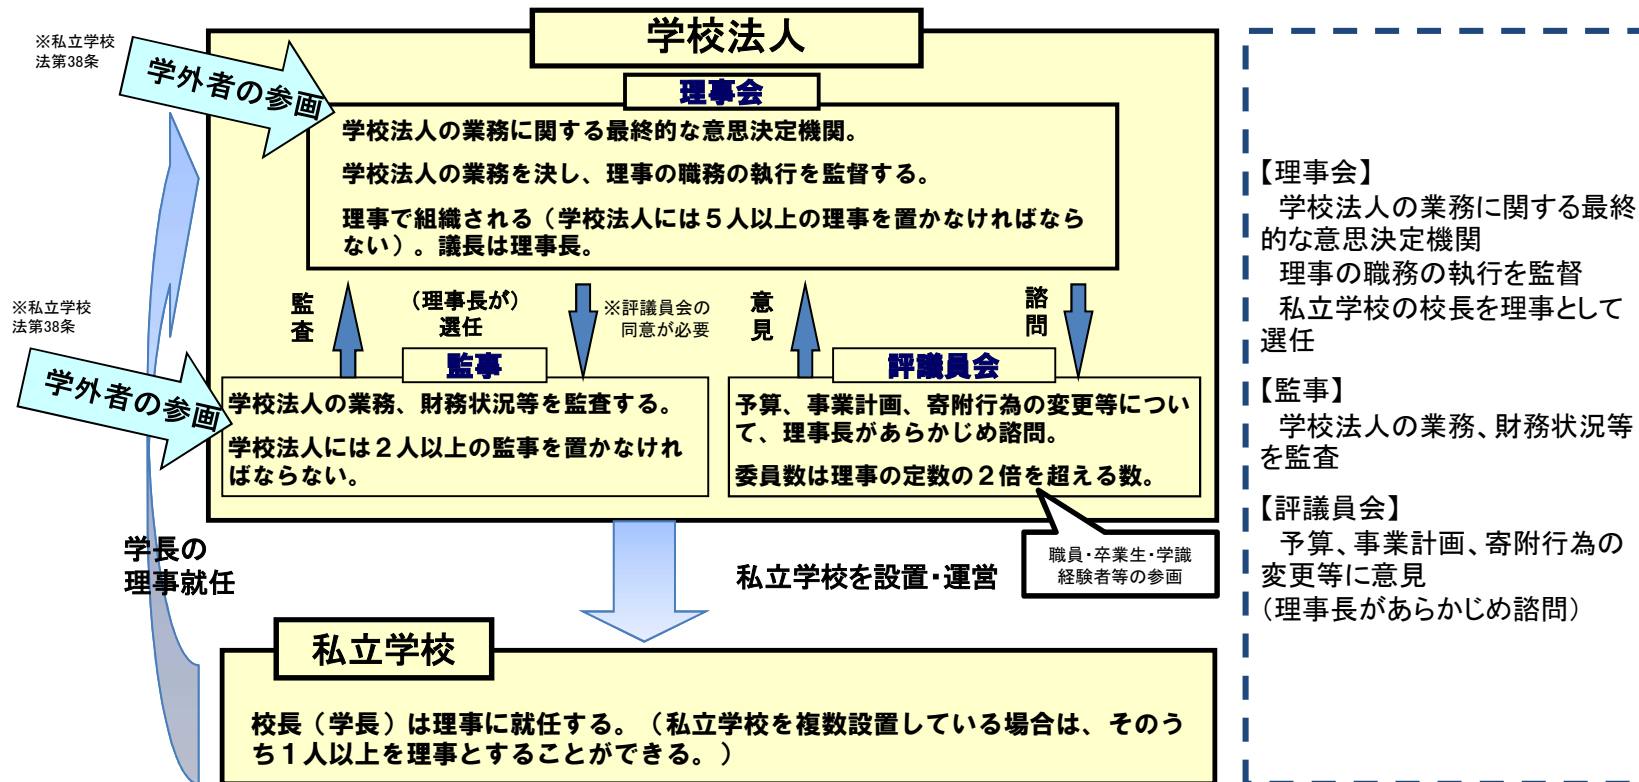 学校法人
※私立学校
法第38条
学外者の参画
理事会
学校法人の業務に関する最終的な意思決定機関。
学校法人の業務を決し、理事の職務の執行を監督する。
理事で組織される（学校法人には５人以上の理事を置かなければなら
ない）。議長は理事長。
監査
（理事長が）
選任
※評議員会の
同意が必要
意見
諮問
※私立学校
法第38条
学外者の参画
監事
学校法人の業務、財務状況等を監査する。
学校法人には２人以上の監事を置かなけれ
ばならない。
評議員会
予算、事業計画、寄附行為の変更等につい
て、理事長があらかじめ諮問。
委員数は理事の定数の２倍を超える数。
職員・卒業生・学識
経験者等の参画
学長の
理事就任
私立学校を設置・運営
私立学校
校長（学長）は理事に就任する。（私立学校を複数設置している場合は、そのう
ち１人以上を理事とすることができる。）
【理事会】
学校法人の業務に関する最終
的な意思決定機関
理事の職務の執行を監督
私立学校の校長を理事として
選任
【監事】
学校法人の業務、財務状況等
を監査
【評議員会】
予算、事業計画、寄附行為の
変更等に意見
（理事長があらかじめ諮問）